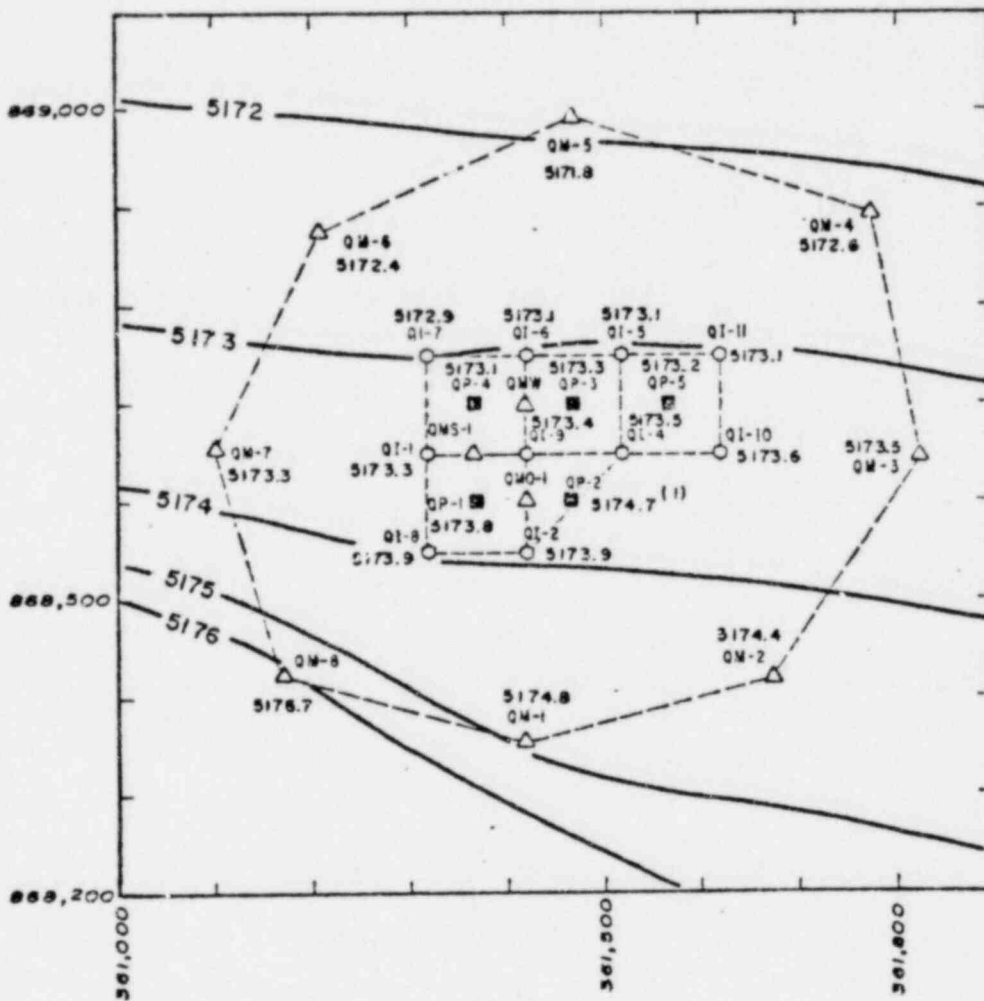 869,000
5172
QM-5
5171.8
QM-4
5172.6
QM-6
5172.4
5172.9
5173.1
5173.1
QI-7
QI-6
QI-5
QI-11
5173
5173.1
5173.3
5173.2
5173.1
QP-4
QMW
QP-3
QP-5
5173.4
5173.5
QMS-1
QI-9
QI-4
QI-10
QM-7
5173.3
QI-1
5173.3
5173.6
5173.5
QM-3
QMO-1
QP-2
5174
QP-1
5174.7(1)
5173.8
QI-8
QI-2
5173.9
5173.9
5175
868,500
5176
QM-8
5176.7
3174.4
QM-2
5174.8
QM-1
868,200
361,000
361,500
361,800